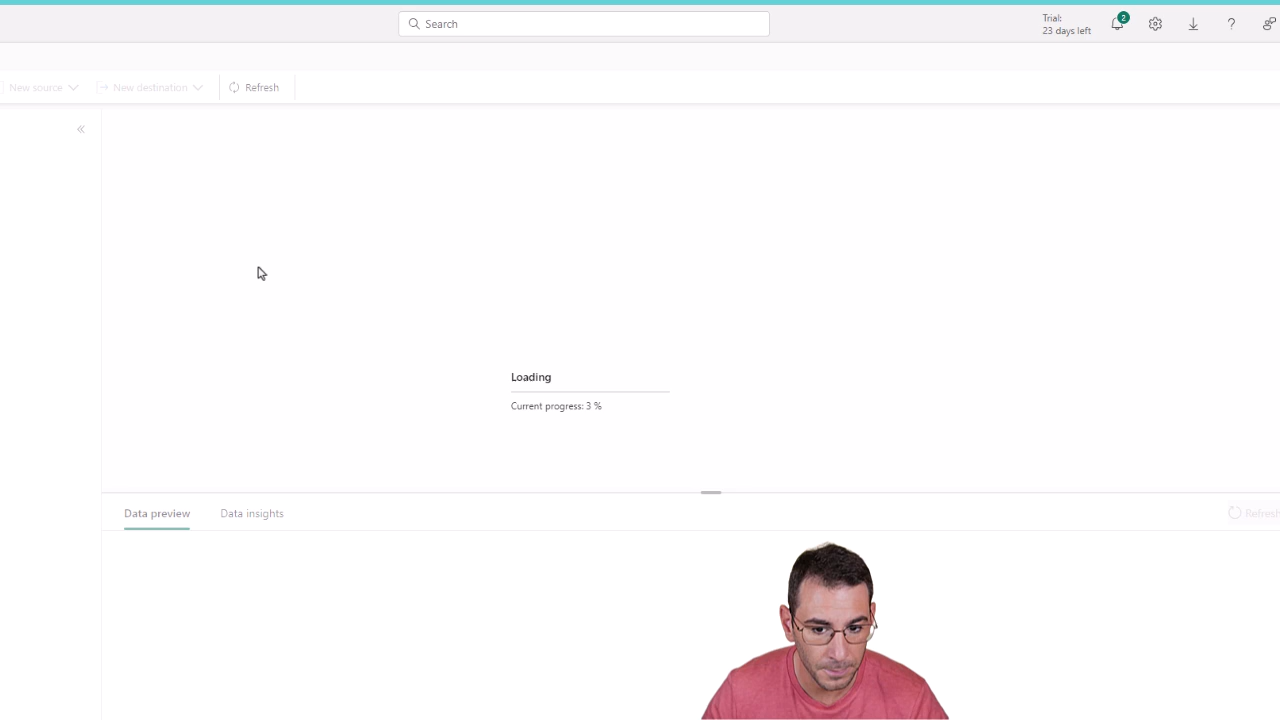 Search
Trial:
23 days left
2
New source
New destination
Refresh
Loading
Current progress: 3 %
Data preview
Data insights
Refresh